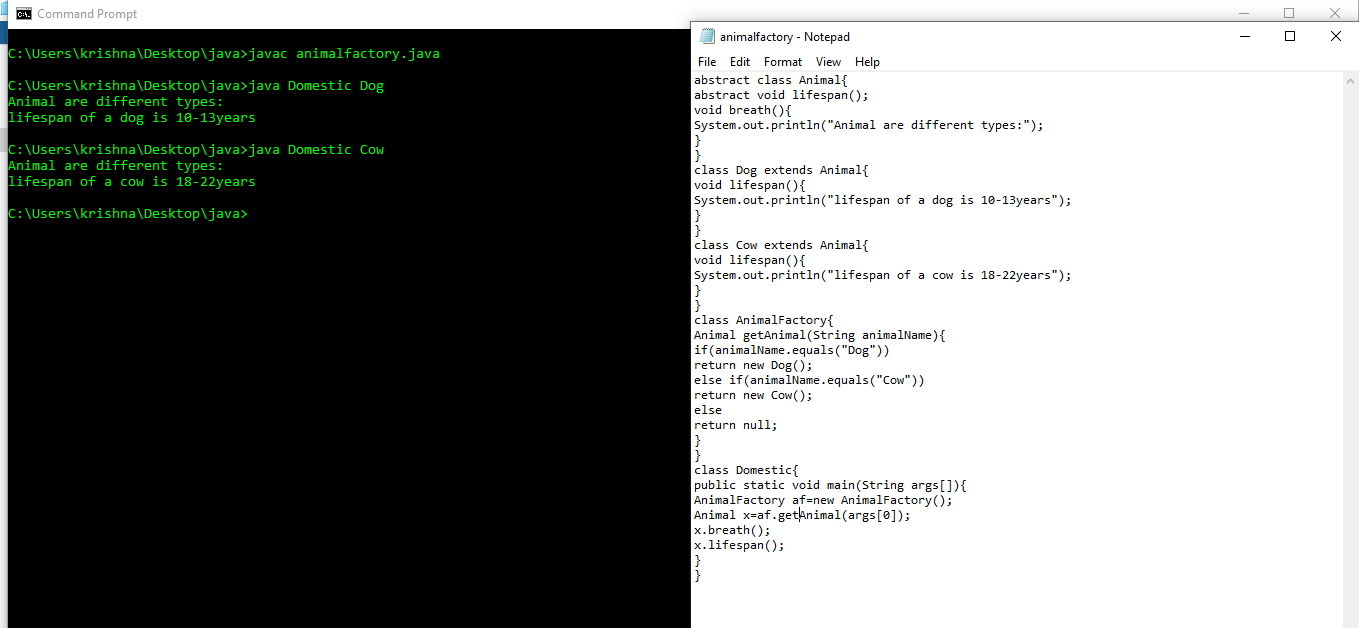 Command Prompt
C:\Users\krishna\Desktop\java>javac animalfactory.java
C:\Users\krishna\Desktop\java>java Domestic Dog
Animal are different types:
lifespan of a dog is 10-13years
C:\Users\krishna\Desktop\java>java Domestic Cow
Animal are different types:
lifespan of a cow is 18-22years
C:\Users\krishna\Desktop\java>
animalfactory - Notepad
File Edit Format View Help
abstract class Animal{
abstract void lifespan();
void breath(){
System.out.println("Animal are different types:");
}
}
class Dog extends Animal{
void lifespan(){
System.out.println("lifespan of a dog is 10-13years");
}
}
class Cow extends Animal{
void lifespan(){
System.out.println("lifespan of a cow is 18-22years");
}
}
class AnimalFactory{
Animal getAnimal(String animalName){
if(animalName.equals("Dog"))
return new Dog();
else if(animalName.equals("Cow"))
return new Cow();
else
return null;
}
}
class Domestic{
public static void main(String args[]){
AnimalFactory af=new AnimalFactory();
Animal x=af.getAnimal(args[0]);
x.breath();
x.lifespan();
}
}